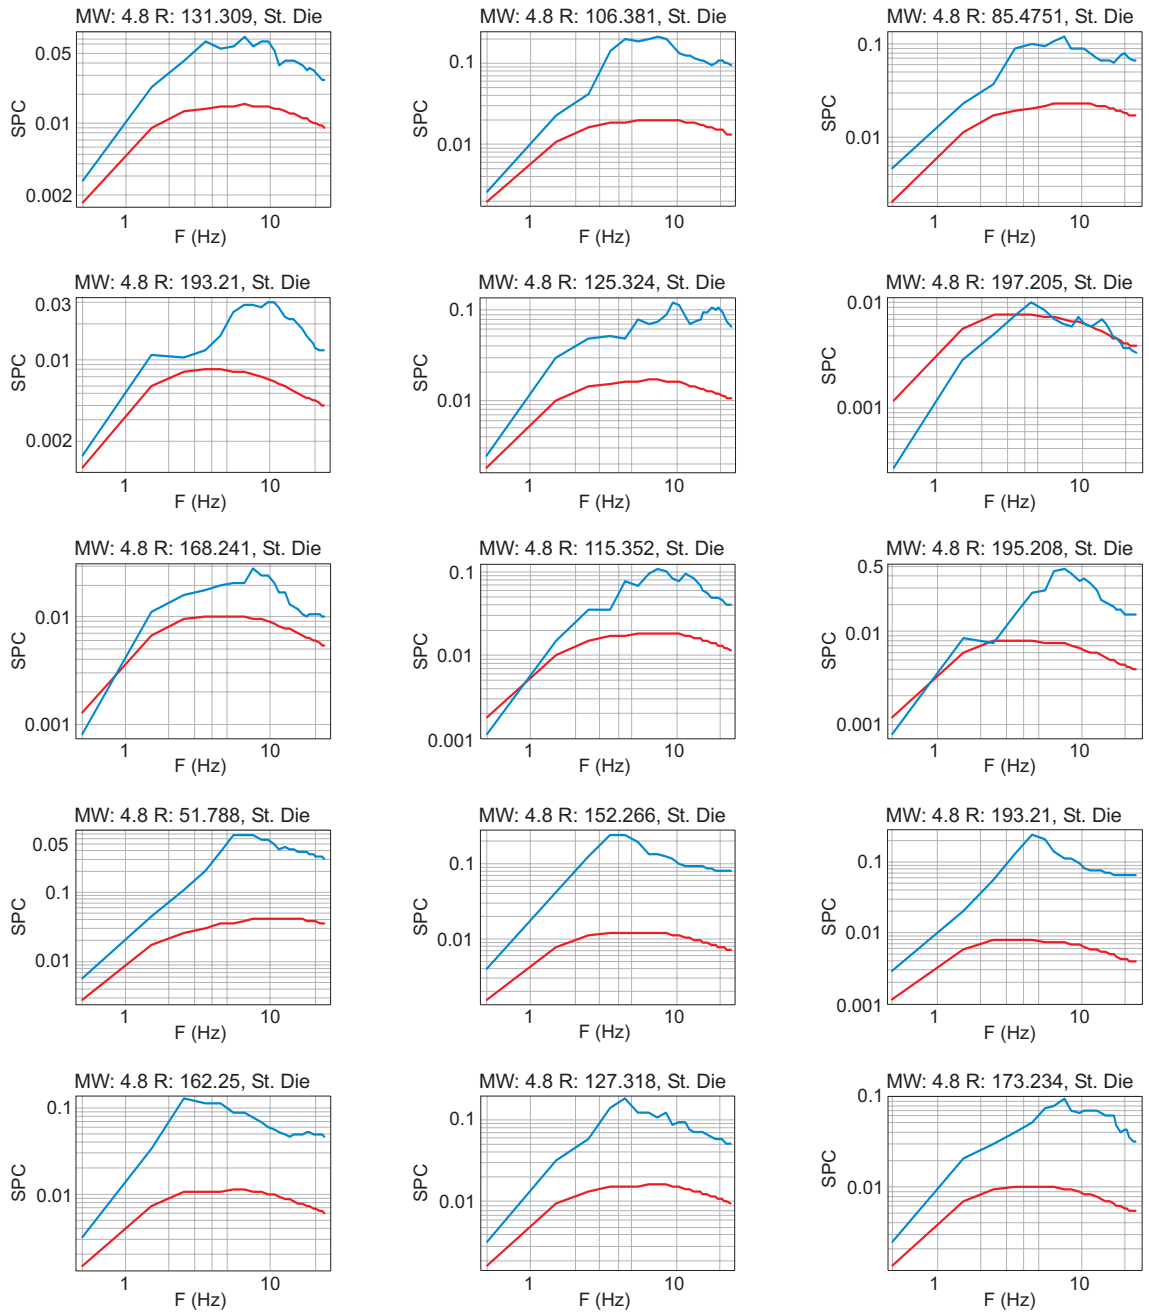 MW: 4.8 R: 131.309, St. Die
0.05
0.01
0.002
SPC
1 10
F (Hz)
MW: 4.8 R: 106.381, St. Die
0.1
0.01
SPC
1 10
F (Hz)
MW: 4.8 R: 85.4751, St. Die
0.1
0.01
SPC
1 10
F (Hz)
MW: 4.8 R: 193.21, St. Die
0.03
0.01
0.002
SPC
1 10
F (Hz)
MW: 4.8 R: 125.324, St. Die
0.1
0.01
SPC
1 10
F (Hz)
MW: 4.8 R: 197.205, St. Die
0.01
0.001
SPC
1 10
F (Hz)
MW: 4.8 R: 168.241, St. Die
0.01
0.001
SPC
1 10
F (Hz)
MW: 4.8 R: 115.352, St. Die
0.1
0.01
0.001
SPC
1 10
F (Hz)
MW: 4.8 R: 195.208, St. Die
0.5
0.01
0.001
SPC
1 10
F (Hz)
MW: 4.8 R: 51.788, St. Die
0.05
0.1
0.01
SPC
1 10
F (Hz)
MW: 4.8 R: 152.266, St. Die
0.1
0.01
SPC
1 10
F (Hz)
MW: 4.8 R: 193.21, St. Die
0.1
0.01
0.001
SPC
1 10
F (Hz)
MW: 4.8 R: 162.25, St. Die
0.1
0.01
SPC
1 10
F (Hz)
MW: 4.8 R: 127.318, St. Die
0.1
0.01
SPC
1 10
F (Hz)
MW: 4.8 R: 173.234, St. Die
0.1
0.01
SPC
1 10
F (Hz)